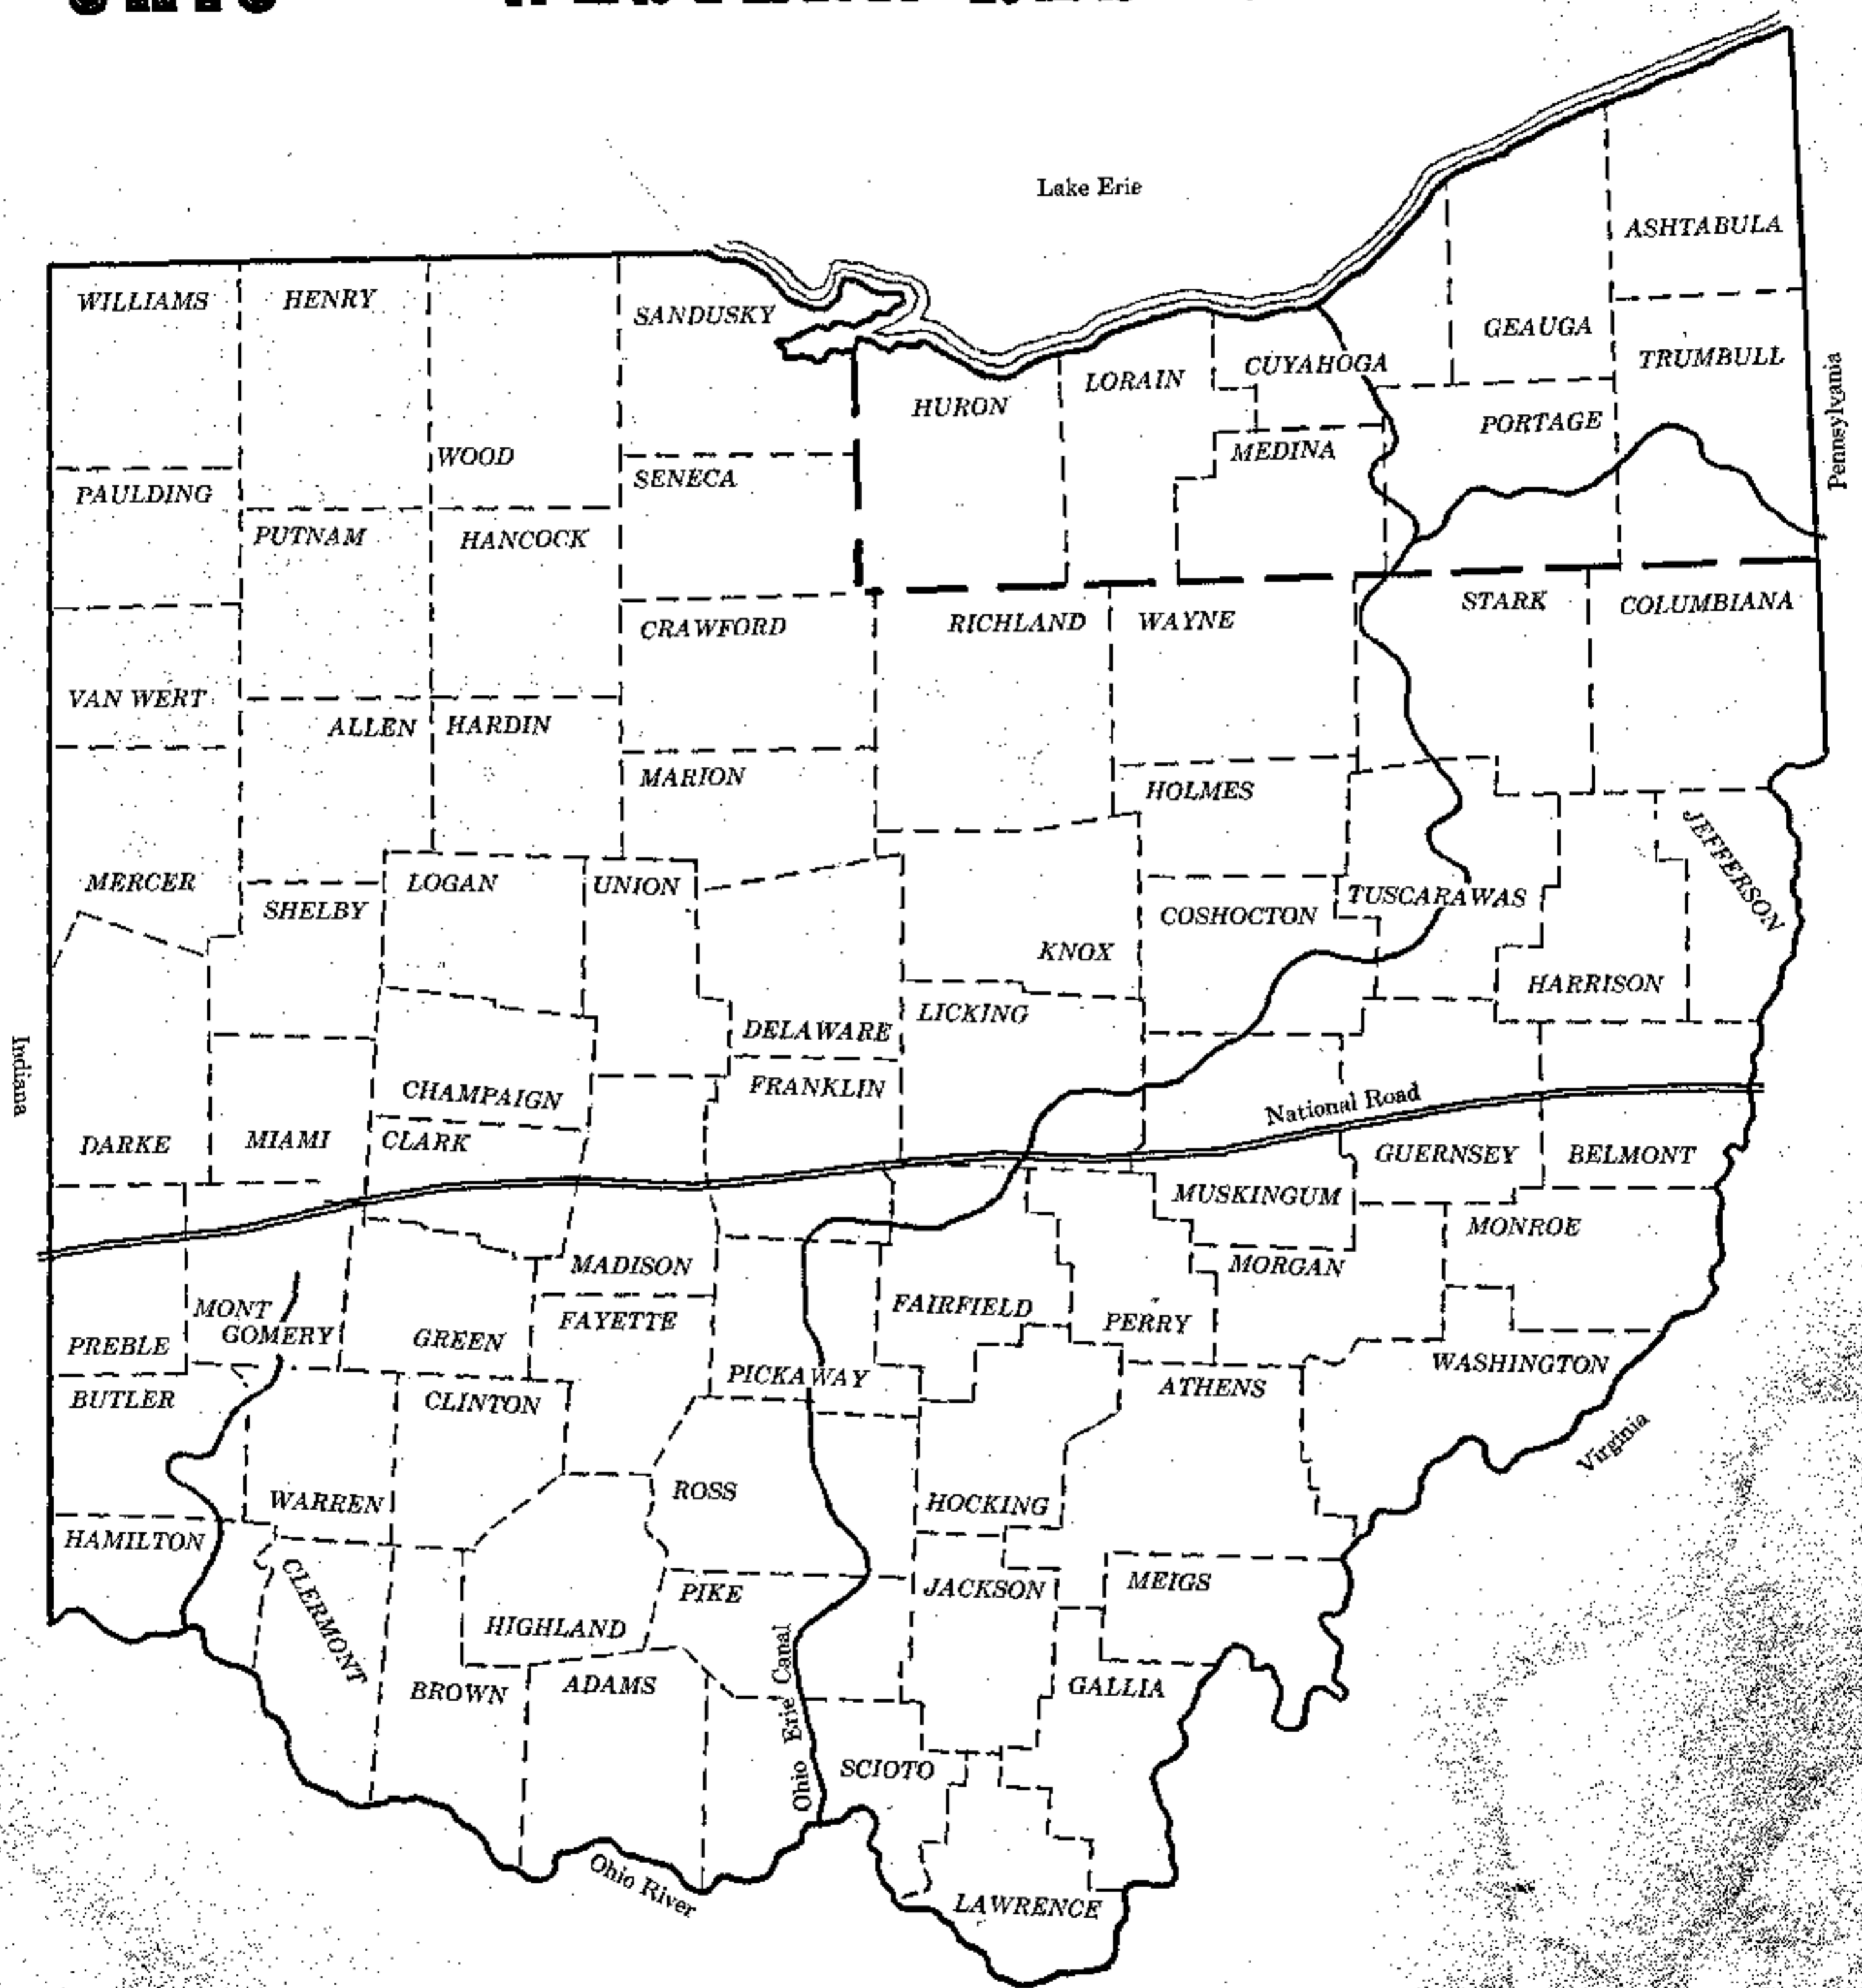 OHIO
Lake Erie
ASHTABULA
WILLIAMS
HENRY
SANDUSKY
GEAUGA
TRUMBULL
CUYAHOGA
LORAIN
HURON
Pennsylvania
PORTAGE
MEDINA
WOOD
SENECA
PAULDING
PUTNAM
HANCOCK
STARK
COLUMBIANA
CRAWFORD
RICHLAND
WAYNE
VAN WERT
ALLEN
HARDIN
MARION
HOLMES
JEFFERSON
MERCER
LOGAN
UNION
SHELBY
TUSCARAWAS
COSHOCTON
KNOX
HARRISON
LICKING
DELAWARE
Indiana
CHAMPAIGN
FRANKLIN
National Road
DARKE
MIAMI
CLARK
GUERNSEY
BELMONT
MUSKINGUM
MONROE
MADISON
MORGAN
MONT
GOMERY
FAIRFIELD
PREBLE
GREEN
FAYETTE
PERRY
PICKAWAY
WASHINGTON
BUTLER
CLINTON
ATHENS
Virginia
WARREN
ROSS
HOCKING
HAMILTON
CLERMONT
PIKE
JACKSON
MEIGS
HIGHLAND
BROWN
ADAMS
Ohio Erie Canal
GALLIA
SCIOTO
Ohio River
LAWRENCE